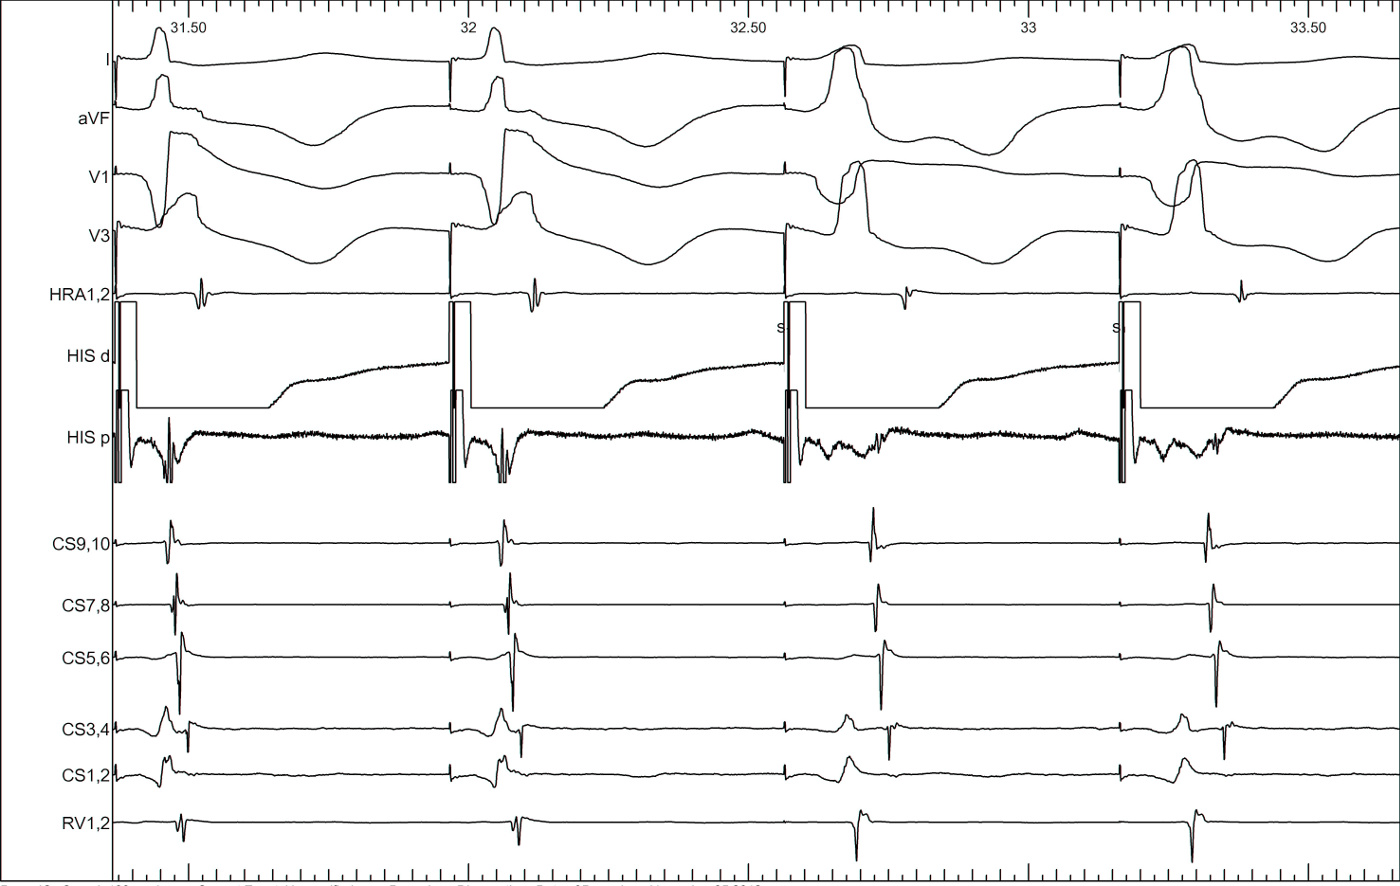 31.50 32 32.50 33 33.50
I
aVF
V1
V3
HRA1,2
S S
HIS d
HIS p
CS9,10
CS7,8
CS5,6
CS3,4
CS1,2
RV1,2